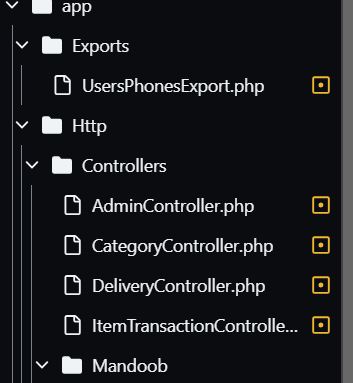 app
Exports
UsersPhonesExport.php
Http
Controllers
AdminController.php
CategoryController.php
DeliveryController.php
ItemTransactionControlle...
Mandoob